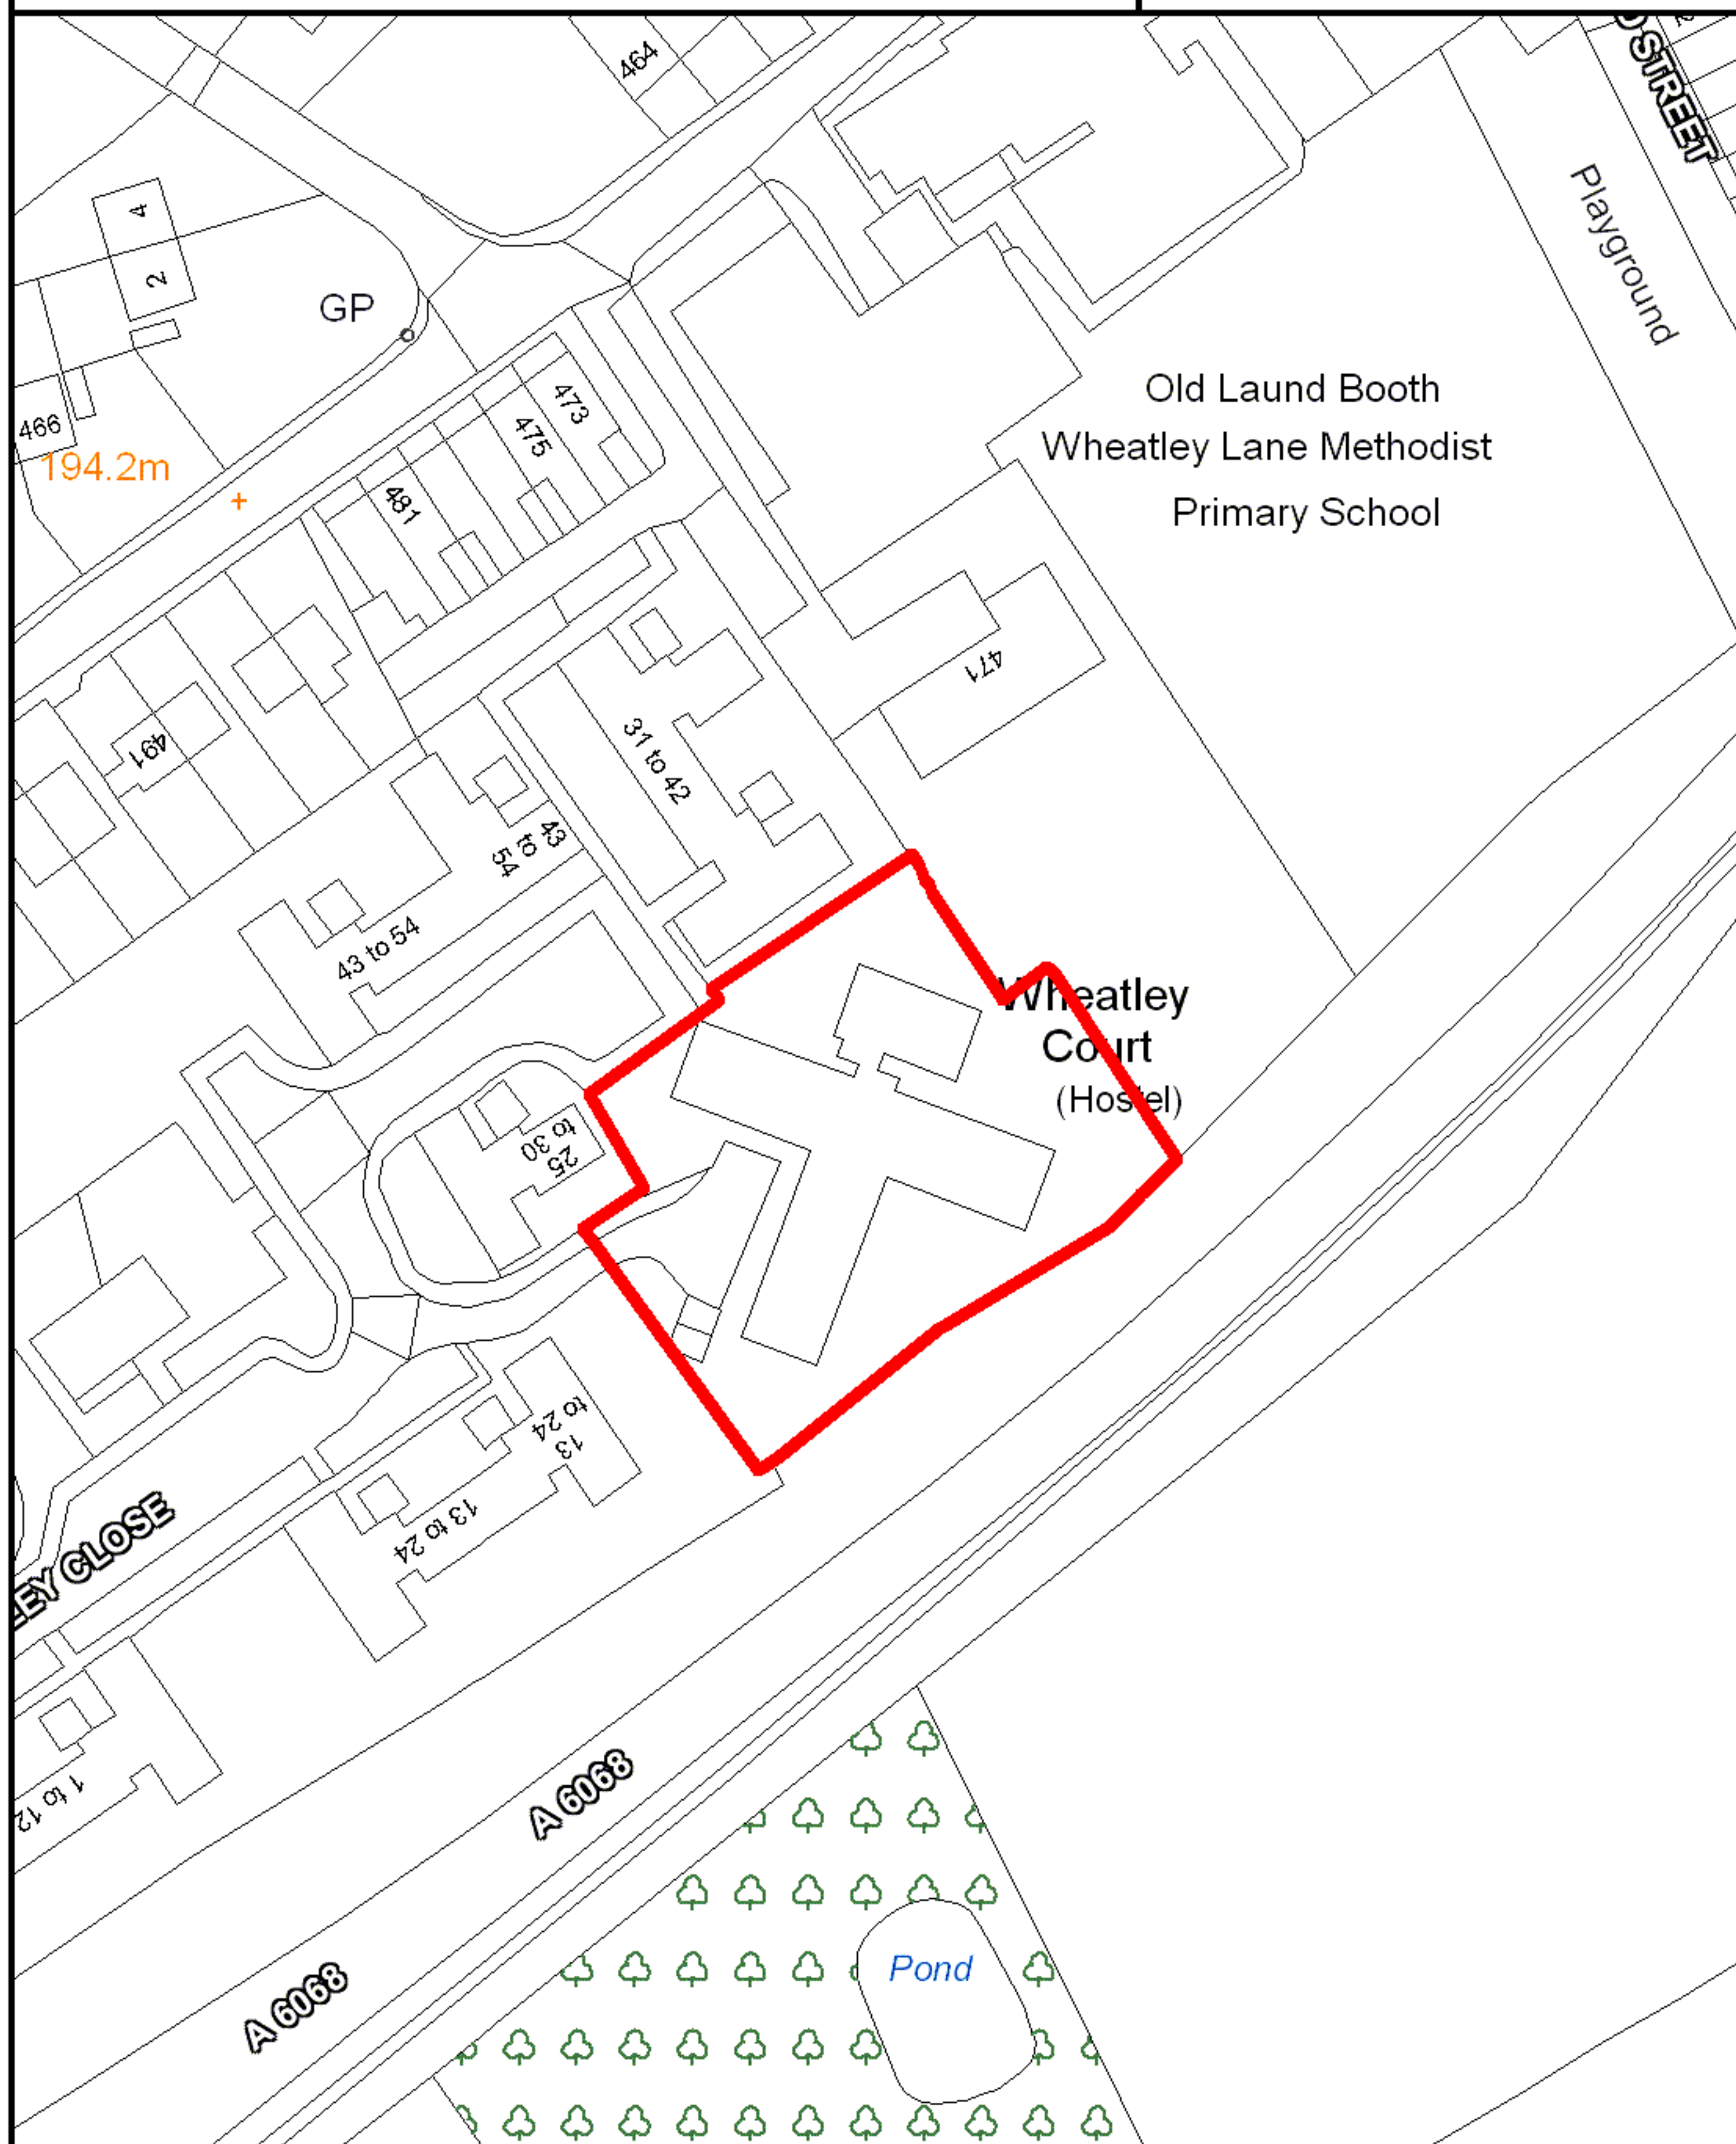 464
STREET
4
2
Playground
GP
466
194.2m
473
475
481
Old Laund Booth
Wheatley Lane Methodist
Primary School
471
491
31 to 42
43
to
54
43 to 54
Wheatley
Court
(Hostel)
25
to 30
13
to 24
13 to 24
EY CLOSE
1 to 12
A 6068
A 6068
Pond